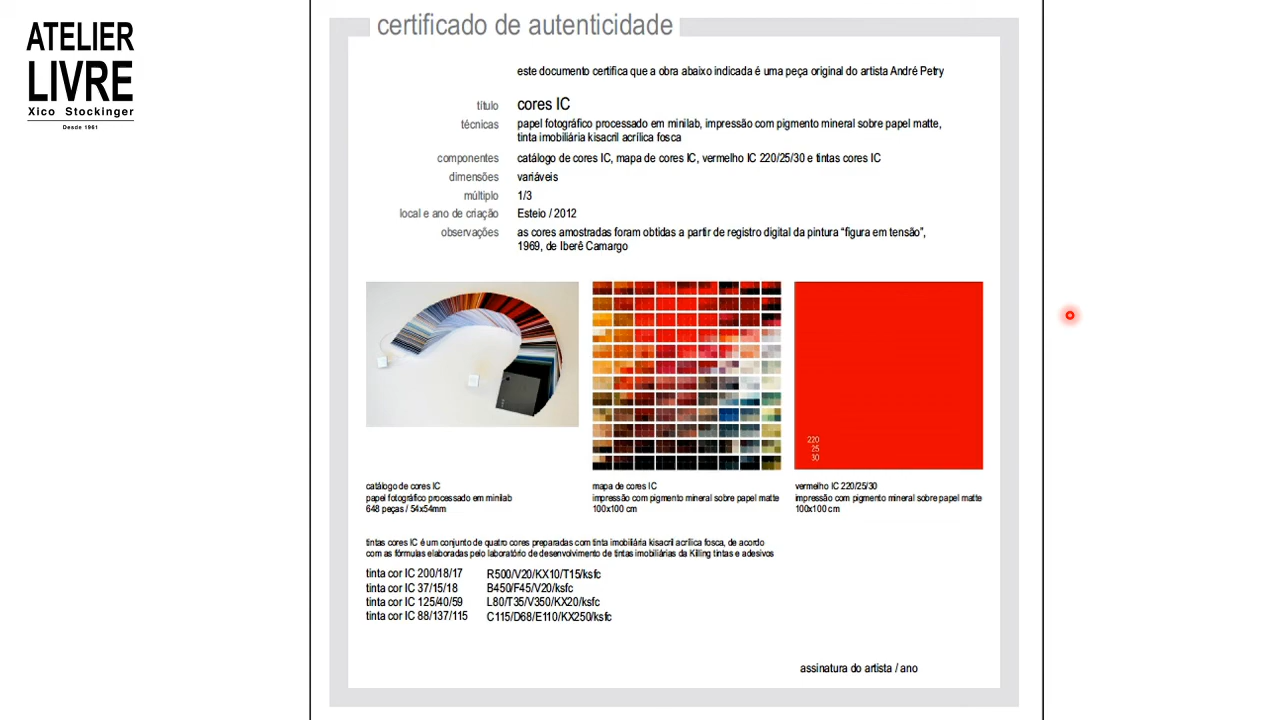 ATELIER
LIVRE
Xico Stockinger
Desde 1961
certificado de autenticidade
este documento certifica que a obra abaixo indicada é uma peça original do artista André Petry
título cores IC
técnicas papel fotográfico processado em minilab, impressão com pigmento mineral sobre papel matte,
tinta imobiliária kisacril acrílica fosca
componentes catálogo de cores IC, mapa de cores IC, vermelho IC 220/25/30 e tintas cores IC
dimensões variáveis
múltiplo 1/3
local e ano de criação Esteio / 2012
observações as cores amostradas foram obtidas a partir de registro digital da pintura “figura em tensão”,
1969, de Iberê Camargo
220
25
30
catálogo de cores IC
papel fotográfico processado em minilab
648 peças / 54x54mm
mapa de cores IC
impressão com pigmento mineral sobre papel matte
100x100 cm
vermelho IC 220/25/30
impressão com pigmento mineral sobre papel matte
100x100 cm
tintas cores IC é um conjunto de quatro cores preparadas com tinta imobiliária kisacril acrílica fosca, de acordo
com as fórmulas elaboradas pelo laboratório de desenvolvimento de tintas imobiliárias da Killing tintas e adesivos
tinta cor IC 200/18/17 R500/V20/KX10/T15/ksfc
tinta cor IC 37/15/18 B450/F45/V20/ksfc
tinta cor IC 125/40/59 L80/T35/V350/KX20/ksfc
tinta cor IC 88/137/115 C115/D68/E110/KX250/ksfc
assinatura do artista / ano